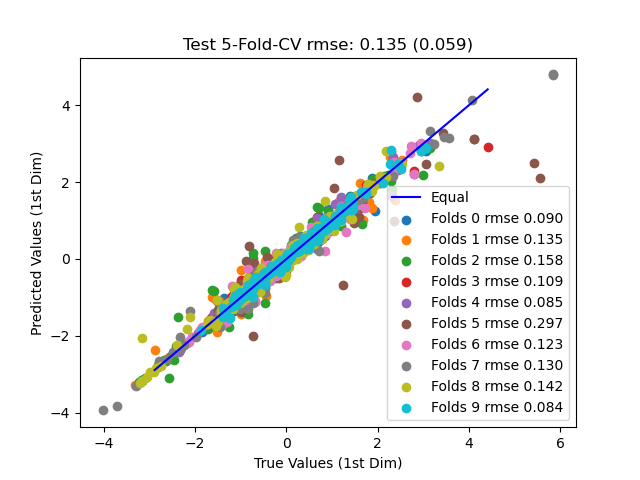 Test 5-Fold-CV rmse: 0.135 (0.059)
Predicted Values (1st Dim)
4
2
0
−2
−4
Equal
Folds 0 rmse 0.090
Folds 1 rmse 0.135
Folds 2 rmse 0.158
Folds 3 rmse 0.109
Folds 4 rmse 0.085
Folds 5 rmse 0.297
Folds 6 rmse 0.123
Folds 7 rmse 0.130
Folds 8 rmse 0.142
Folds 9 rmse 0.084
−4 −2 0 2 4 6
True Values (1st Dim)